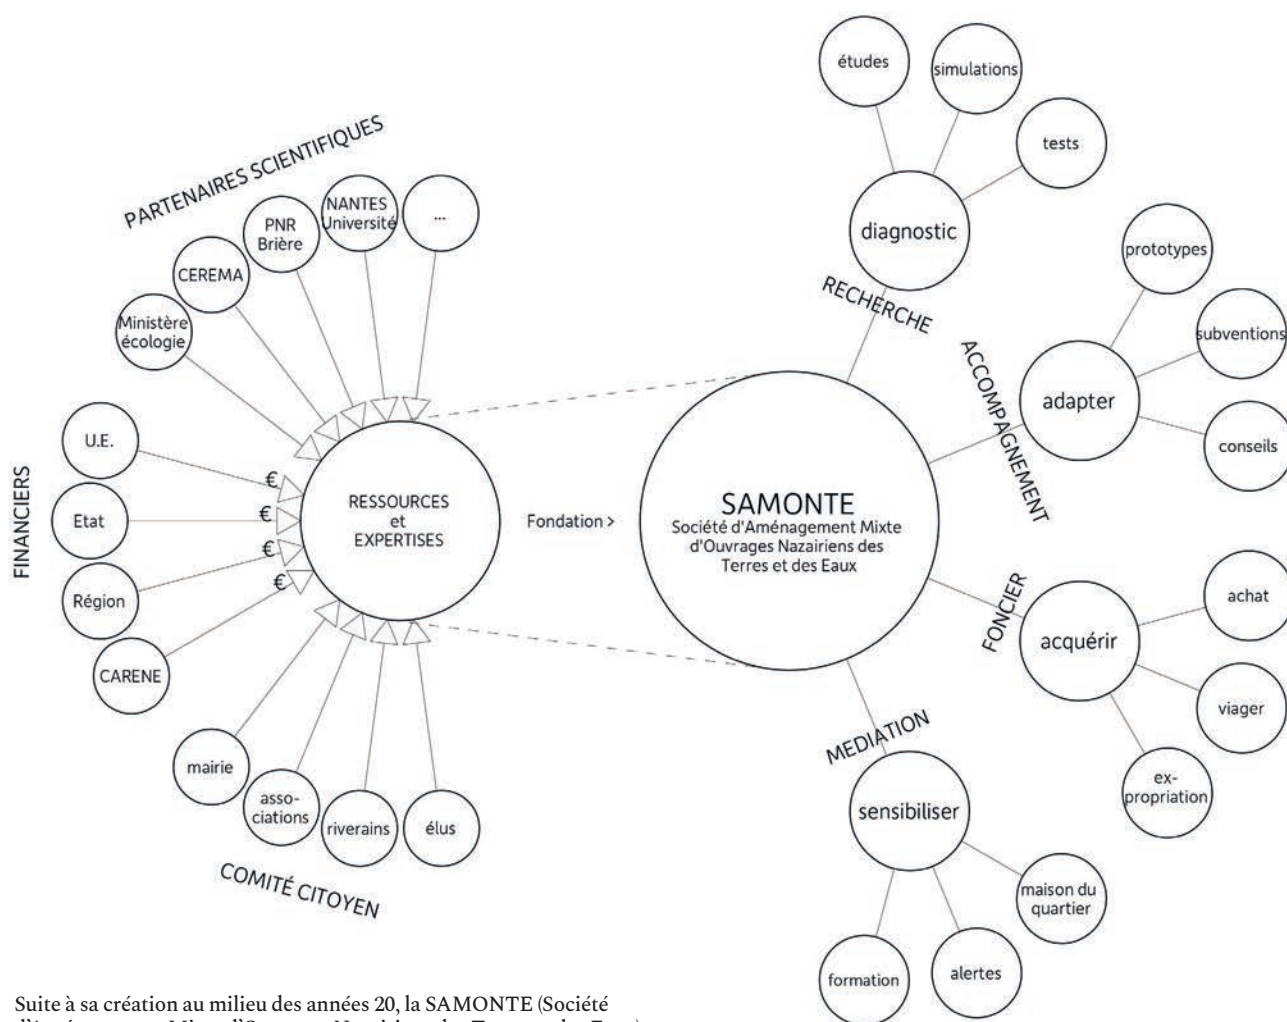 PARTENAIRES SCIENTIFIQUES
Ministère
écologie
CEREMA
PNR
Brière
NANTES
Université
...
FINANCIERS
U.E.
€
Etat
€
Région
€
CARENE
€
mairie
asso-
ciations
riverains
élus
COMITÉ CITOYEN
RESSOURCES
et
EXPERTISES
Fondation >
SAMONTE
Société d'Aménagement Mixte
d'Ouvrages Nazairiens des
Terres et des Eaux
RECHERCHE
diagnostic
études
simulations
tests
ACCOMPAGNEMENT
adapter
prototypes
subventions
conseils
FONCIER
acquérir
achat
viager
ex-
propriation
MEDIATION
sensibiliser
maison du
quartier
alertes
formation
Suite à sa création au milieu des années 20, la SAMONTE (Société